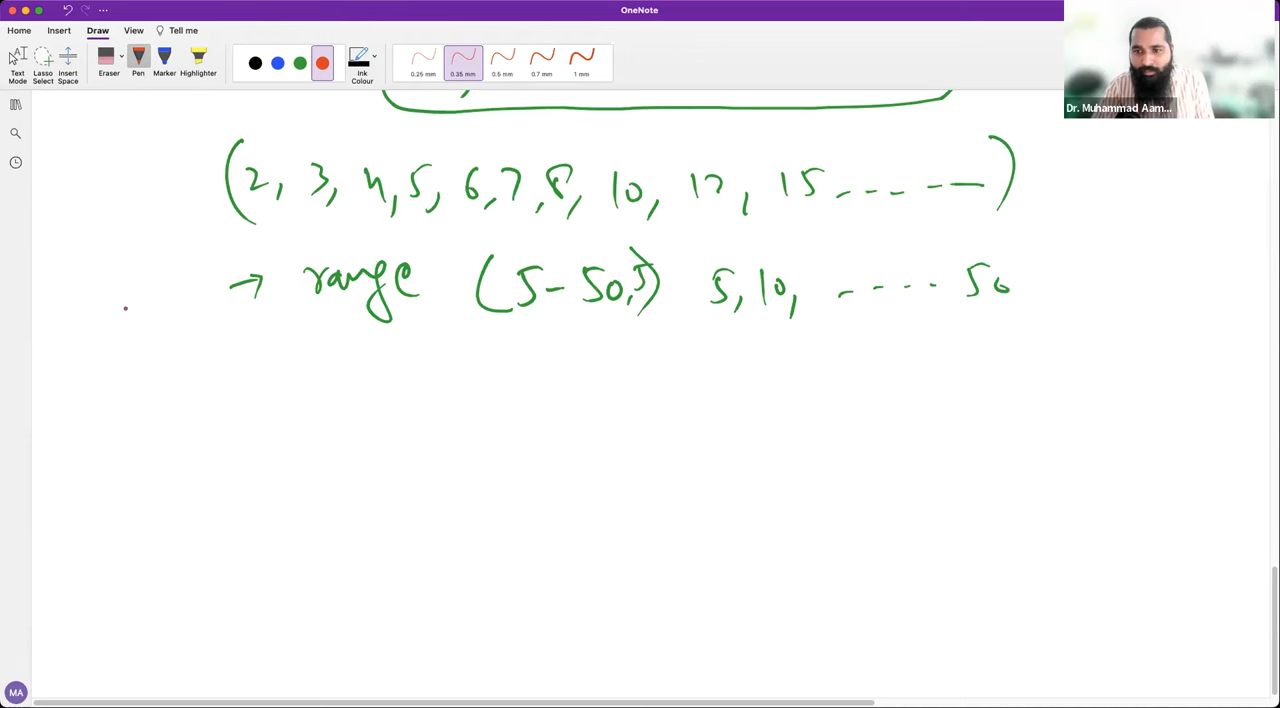 OneNote
Home Insert Draw View Tell me
Text Mode Lasso Select Insert Space Eraser Pen Marker Highlighter Ink Colour 0.25 mm 0.35 mm 0.5 mm 0.7 mm 1 mm
Dr. Muhammad Aam...
(2, 3, 4, 5, 6, 7, 8, 10, 12, 15 ...... —)
→ range (5 - 50, 5) 5, 10, ..... 50
MA